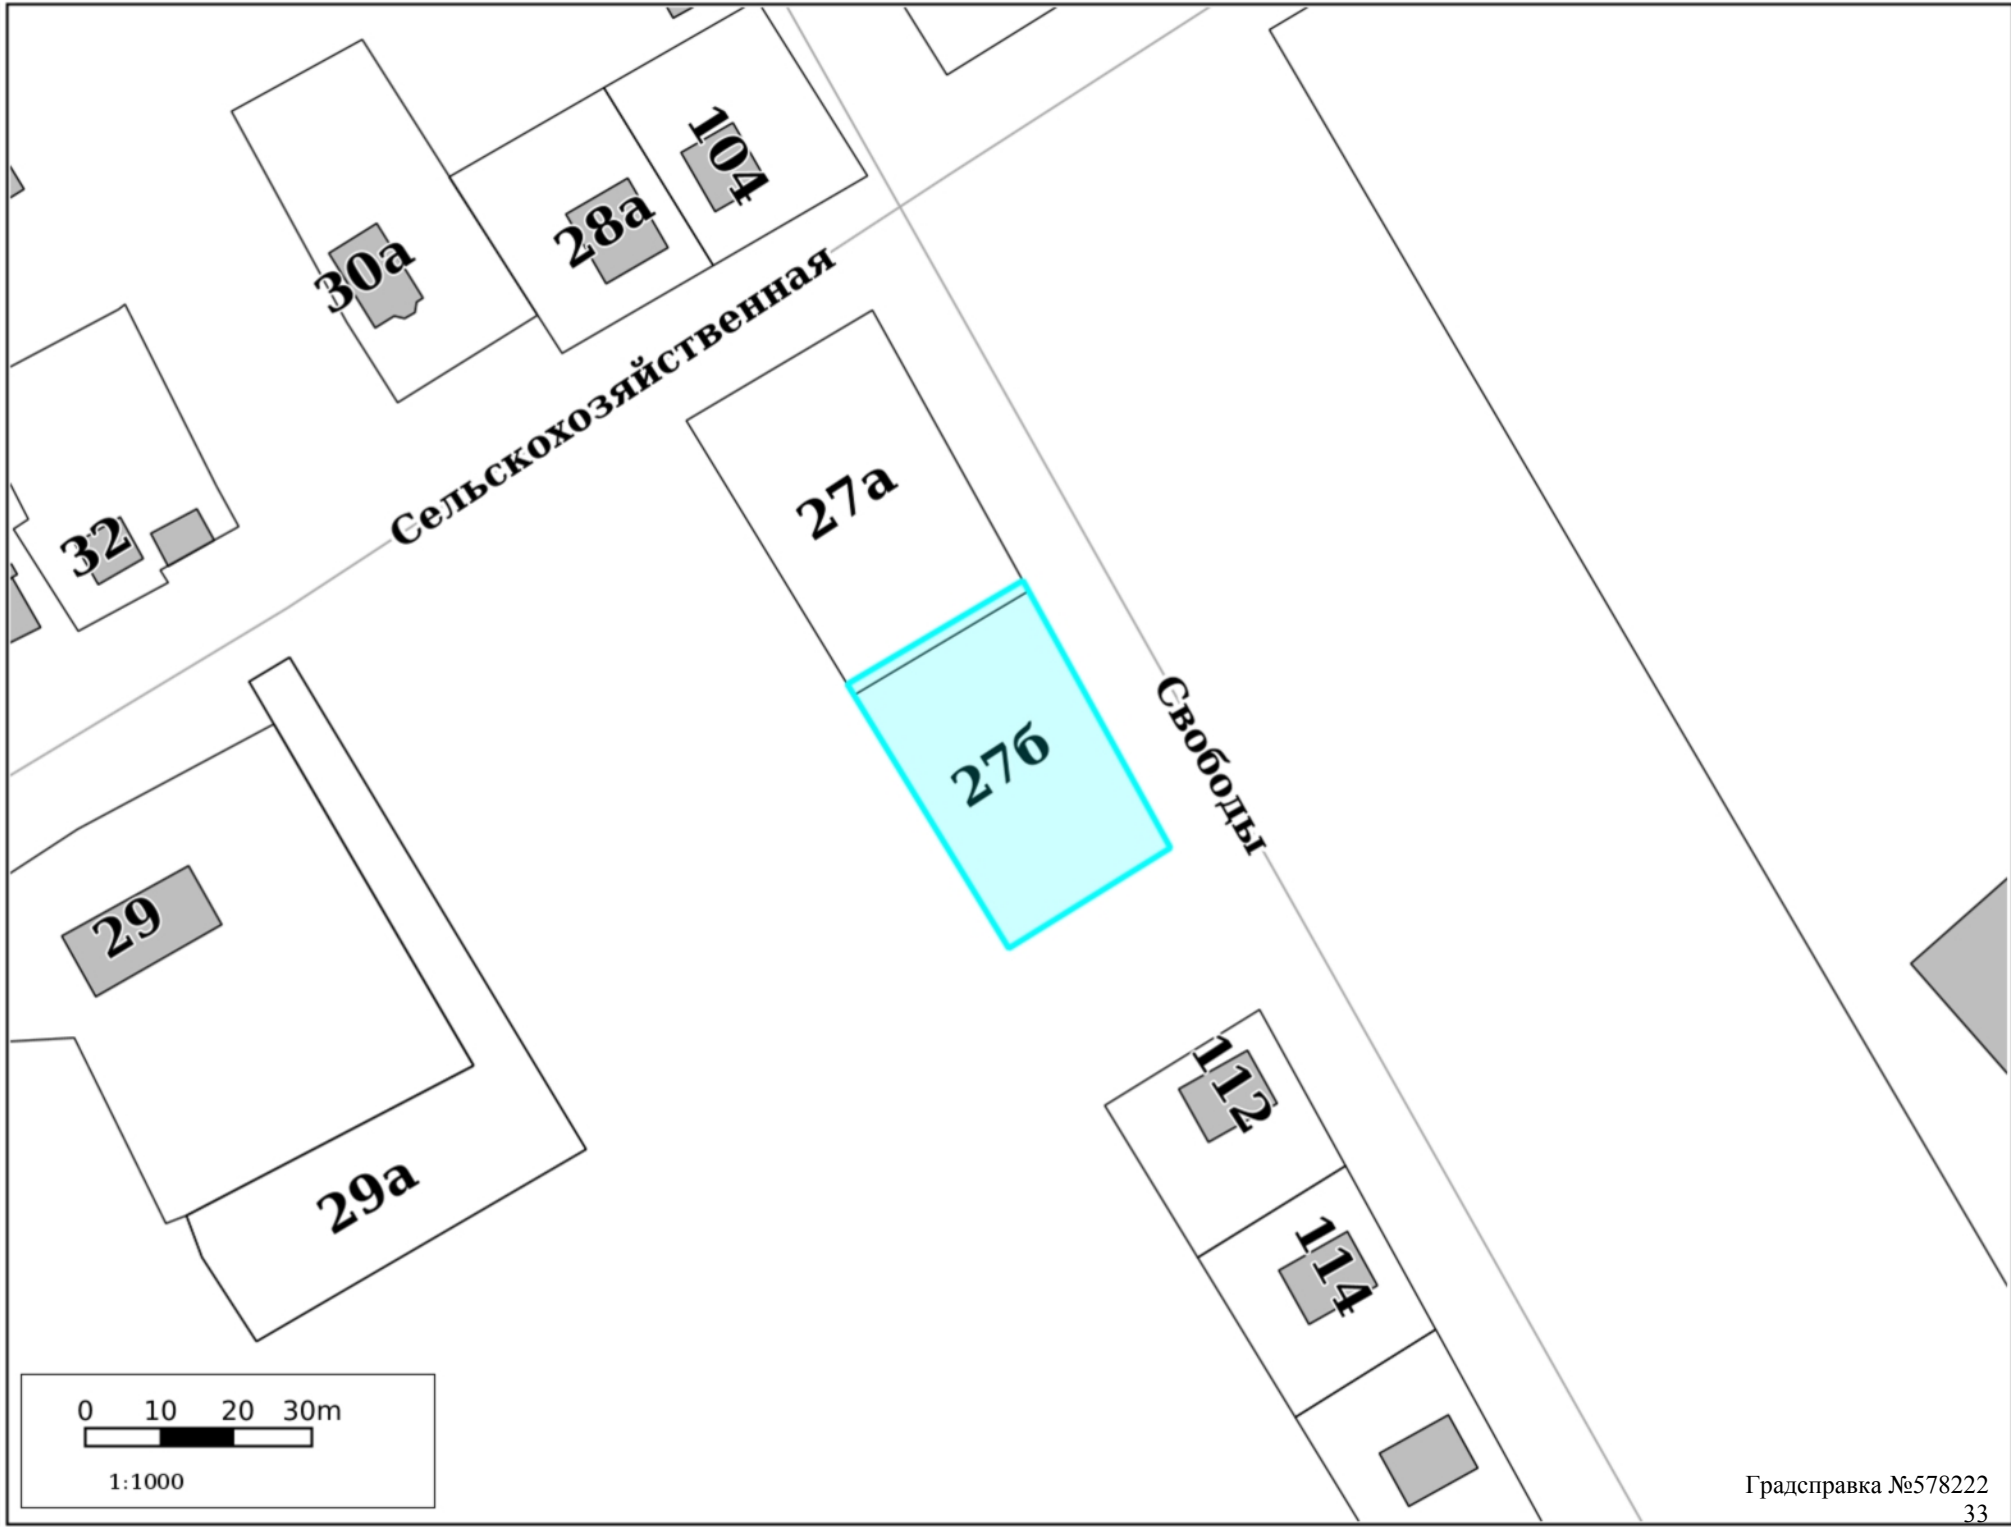 104
28а
30а
Сельскохозяйственная
27а
32
27б
Свободы
29
112
29а
114
0 10 20 30m
1:1000
Градсправка №578222
33